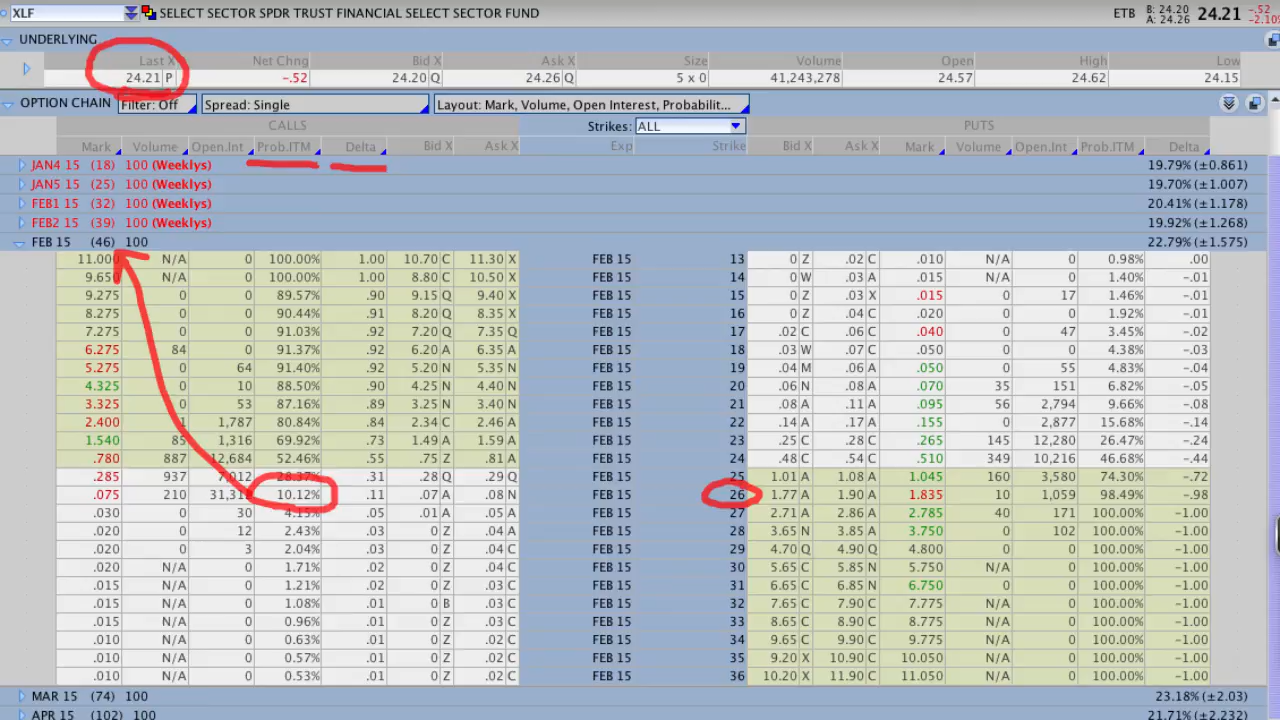 XLF SELECT SECTOR SPDR TRUST FINANCIAL SELECT SECTOR FUND ETB B: 24.20 A: 24.26 24.21 -.52 -2.10%
UNDERLYING
Last X Net Chng Bid X Ask X Size Volume Open High Low
24.21 P -.52 24.20 Q 24.26 Q 5 x 0 41,243,278 24.57 24.62 24.15
OPTION CHAIN Filter: Off Spread: Single Layout: Mark, Volume, Open Interest, Probabilit...
CALLS Strikes: ALL PUTS
Mark Volume Open.Int Prob.ITM Delta Bid X Ask X Exp Strike Bid X Ask X Mark Volume Open.Int Prob.ITM Delta
JAN4 15 (18) 100 (Weeklys) 19.79% (±0.861)
JAN5 15 (25) 100 (Weeklys) 19.70% (±1.007)
FEB1 15 (32) 100 (Weeklys) 20.41% (±1.178)
FEB2 15 (39) 100 (Weeklys) 19.92% (±1.268)
FEB 15 (46) 100 22.79% (±1.575)
11.000 N/A 0 100.00% 1.00 10.70 C 11.30 X FEB 15 13 0 Z .02 C .010 N/A 0 0.98% .00
9.650 N/A 0 100.00% 1.00 8.80 C 10.50 X FEB 15 14 0 W .03 A .015 N/A 0 1.40% -.01
9.275 0 0 89.57% .90 9.15 Q 9.40 X FEB 15 15 0 Z .03 X .015 0 17 1.46% -.01
8.275 0 0 90.44% .91 8.20 Q 8.35 X FEB 15 16 0 Z .04 C .020 N/A 0 1.92% -.01
7.275 0 0 91.03% .92 7.20 Q 7.35 Q FEB 15 17 .02 C .06 C .040 0 47 3.45% -.02
6.275 84 0 91.37% .92 6.20 A 6.35 A FEB 15 18 .03 W .07 C .050 N/A 0 4.38% -.03
5.275 0 64 91.40% .92 5.20 N 5.35 N FEB 15 19 .04 M .06 A .050 0 55 4.83% -.04
4.325 0 10 88.50% .90 4.25 N 4.40 N FEB 15 20 .06 N .08 A .070 35 151 6.82% -.05
3.325 0 53 87.16% .89 3.25 N 3.40 N FEB 15 21 .08 A .11 A .095 56 2,794 9.66% -.08
2.400 1 1,787 80.84% .84 2.34 C 2.46 A FEB 15 22 .14 A .17 A .155 0 2,877 15.68% -.14
1.540 85 1,316 69.92% .73 1.49 A 1.59 A FEB 15 23 .25 C .28 C .265 145 12,280 26.47% -.24
.780 887 12,684 52.46% .55 .75 Z .81 A FEB 15 24 .48 C .54 C .510 349 10,216 46.68% -.44
.285 937 7,012 28.37% .31 .28 Q .29 Q FEB 15 25 1.01 A 1.08 A 1.045 160 3,580 74.30% -.72
.075 210 10.12% .11 .07 A .08 N FEB 15 26 1.77 A 1.90 A 1.835 10 1,059 98.49% -.98
.030 0 30 4.15% .05 .01 A .05 A FEB 15 27 2.71 A 2.86 A 2.785 40 171 100.00% -1.00
.020 0 12 2.43% .03 0 Z .04 A FEB 15 28 3.65 N 3.85 A 3.750 0 102 100.00% -1.00
.020 0 3 2.04% .03 0 Z .04 C FEB 15 29 4.70 Q 4.90 Q 4.800 0 0 100.00% -1.00
.020 N/A 0 1.71% .02 0 Z .04 C FEB 15 30 5.65 C 5.85 N 5.750 N/A 0 100.00% -1.00
.015 N/A 0 1.21% .02 0 Z .03 C FEB 15 31 6.65 C 6.85 N 6.750 0 0 100.00% -1.00
.015 N/A 0 1.08% .01 0 B .03 C FEB 15 32 7.65 C 7.90 C 7.775 N/A 0 100.00% -1.00
.015 N/A 0 0.96% .01 0 Z .03 C FEB 15 33 8.65 C 8.90 C 8.775 N/A 0 100.00% -1.00
.010 N/A 0 0.63% .01 0 Z .02 C FEB 15 34 9.65 C 9.90 C 9.775 N/A 0 100.00% -1.00
.010 N/A 0 0.57% .01 0 Z .02 C FEB 15 35 9.20 X 10.90 C 10.050 N/A 0 100.00% -1.00
.010 N/A 0 0.53% .01 0 Z .02 C FEB 15 36 10.20 X 11.90 C 11.050 N/A 0 100.00% -1.00
MAR 15 (74) 100 23.18% (±2.03)
APR 15 (102) 100 21.71% (±2.232)